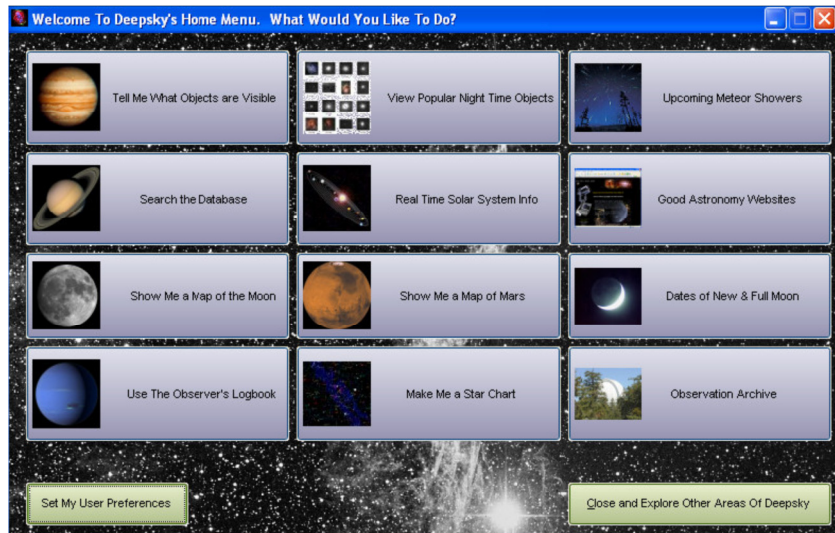 Welcome To Deepsky's Home Menu. What Would You Like To Do?
Tell Me What Objects are Visible
View Popular Night Time Objects
Upcoming Meteor Showers
Search the Database
Real Time Solar System Info
Good Astronomy Websites
Show Me a Map of the Moon
Show Me a Map of Mars
Dates of New & Full Moon
Use The Observer's Logbook
Make Me a Star Chart
Observation Archive
Set My User Preferences
Close and Explore Other Areas Of Deepsky